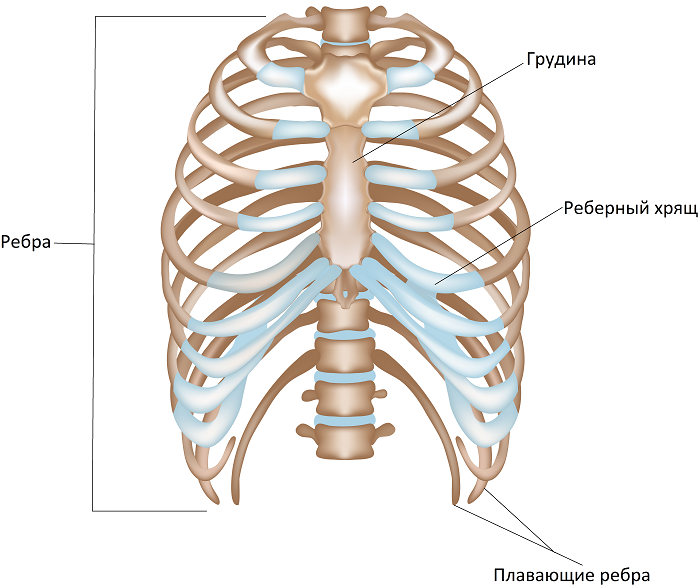 Грудина
Реберный хрящ
Ребра
Плавающие ребра